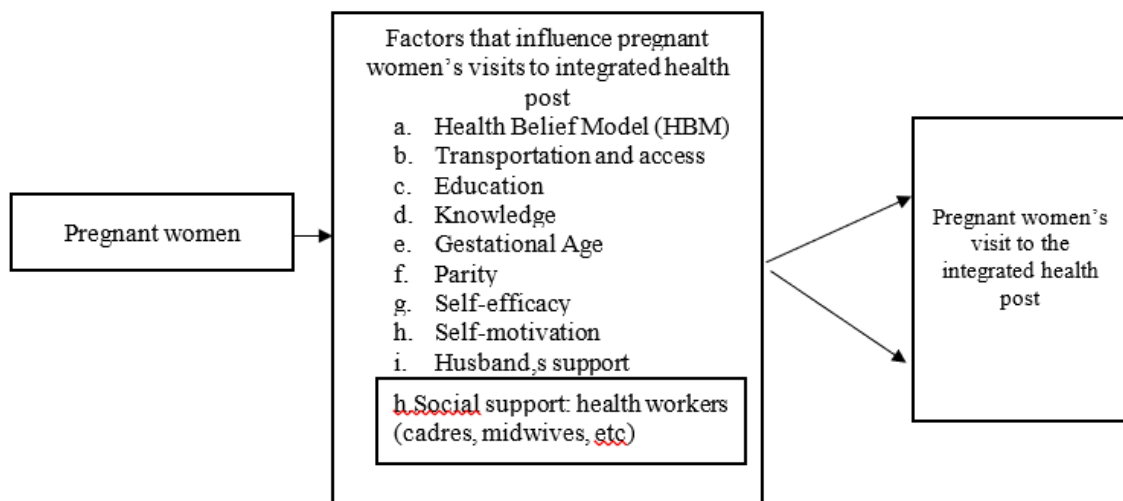 Pregnant women
Factors that influence pregnant
women’s visits to integrated health
post
a. Health Belief Model (HBM)
b. Transportation and access
c. Education
d. Knowledge
e. Gestational Age
f. Parity
g. Self-efficacy
h. Self-motivation
i. Husband,s support
h.Social support: health workers
(cadres, midwives, etc)
Pregnant women’s
visit to the
integrated health
post